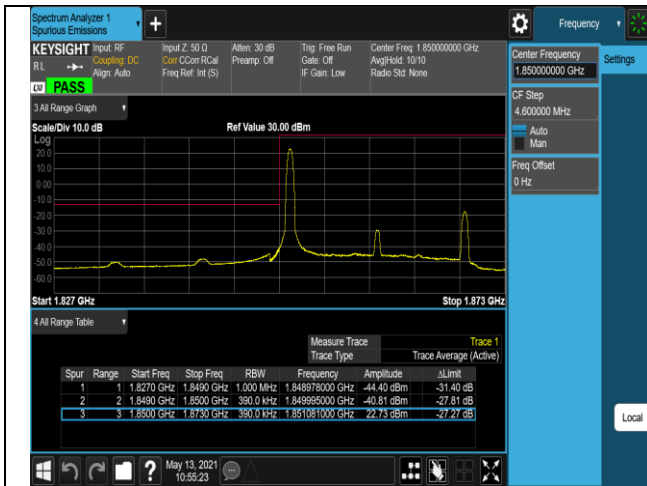 Spectrum Analyzer 1
Spurious Emissions
+
Frequency
KEYSIGHT Input: RF Input Z: 50 Ω Atten: 30 dB Trig: Free Run Center Freq: 1.850000000 GHz
RL Coupling: DC Corr CCorr RCal Preamp: Off Gate: Off Avg|Hold: 10/10
Align: Auto Freq Ref: Int (S) IF Gain: Low Radio Std: None
LXI PASS
Center Frequency
1.850000000 GHz
Settings
CF Step
4.600000 MHz
Auto
Man
Freq Offset
0 Hz
3 All Range Graph
Scale/Div 10.0 dB Ref Value 30.00 dBm
Log
20.0
10.0
0.00
-10.0
-20.0
-30.0
-40.0
-50.0
-60.0
Start 1.827 GHz Stop 1.873 GHz
4 All Range Table
Measure Trace Trace 1
Trace Type Trace Average (Active)
Spur Range Start Freq Stop Freq RBW Frequency Amplitude ΔLimit
1 1 1.8270 GHz 1.8490 GHz 1.000 MHz 1.848978000 GHz -44.40 dBm -31.40 dB
2 2 1.8490 GHz 1.8500 GHz 390.0 kHz 1.849995000 GHz -40.81 dBm -27.81 dB
3 3 1.8500 GHz 1.8730 GHz 390.0 kHz 1.851081000 GHz 22.73 dBm -27.27 dB
Local
? May 13, 2021
10:55:23